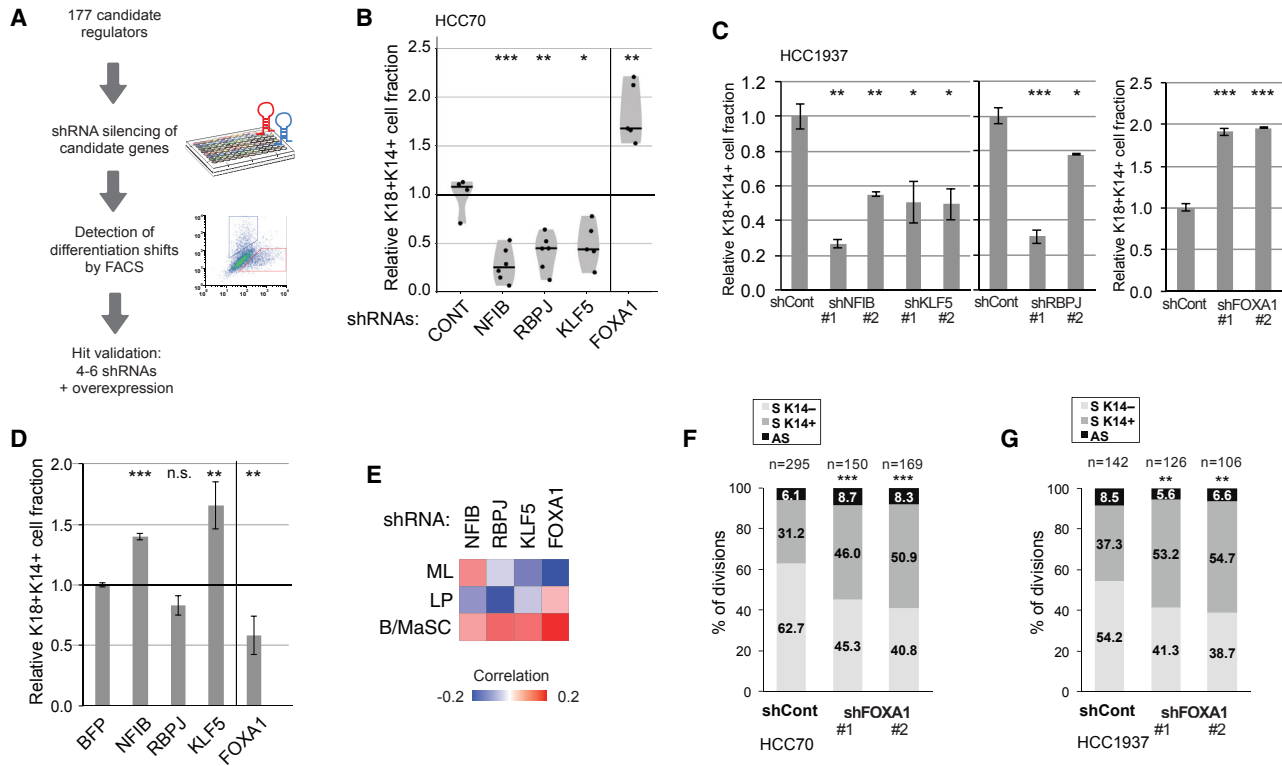 A
177 candidate
regulators
shRNA silencing of
candidate genes
Detection of
differentiation shifts
by FACS
Hit validation:
4-6 shRNAs
+ overexpression
B
HCC70
Relative K18+K14+ cell fraction
2.5
2.0
1.5
1.0
0.5
0.0
*** ** * **
shRNAs:
CONT NFIB RBPJ KLF5 FOXA1
C
HCC1937
Relative K18+K14+ cell fraction
1.2
1.0
0.8
0.6
0.4
0.2
0.0
** ** * *
shCont shNFIB shKLF5
#1 #2 #1 #2
*** *
shCont shRBPJ
#1 #2
Relative K18+K14+ cell fraction
2.5
2.0
1.5
1.0
0.5
0.0
*** ***
shCont shFOXA1
#1 #2
D
Relative K18+K14+ cell fraction
2.0
1.5
1.0
0.5
0.0
*** n.s. ** **
BFP NFIB RBPJ KLF5 FOXA1
E
shRNA:
NFIB RBPJ KLF5 FOXA1
ML
LP
B/MaSC
Correlation
-0.2 0.2
F
S K14–
S K14+
AS
n=295 n=150 n=169
*** ***
% of divisions
100
80
60
40
20
0
6.1 8.7 8.3
31.2 46.0 50.9
62.7 45.3 40.8
shCont shFOXA1
#1 #2
HCC70
G
S K14–
S K14+
AS
n=142 n=126 n=106
** **
% of divisions
100
80
60
40
20
0
8.5 5.6 6.6
37.3 53.2 54.7
54.2 41.3 38.7
shCont shFOXA1
#1 #2
HCC1937